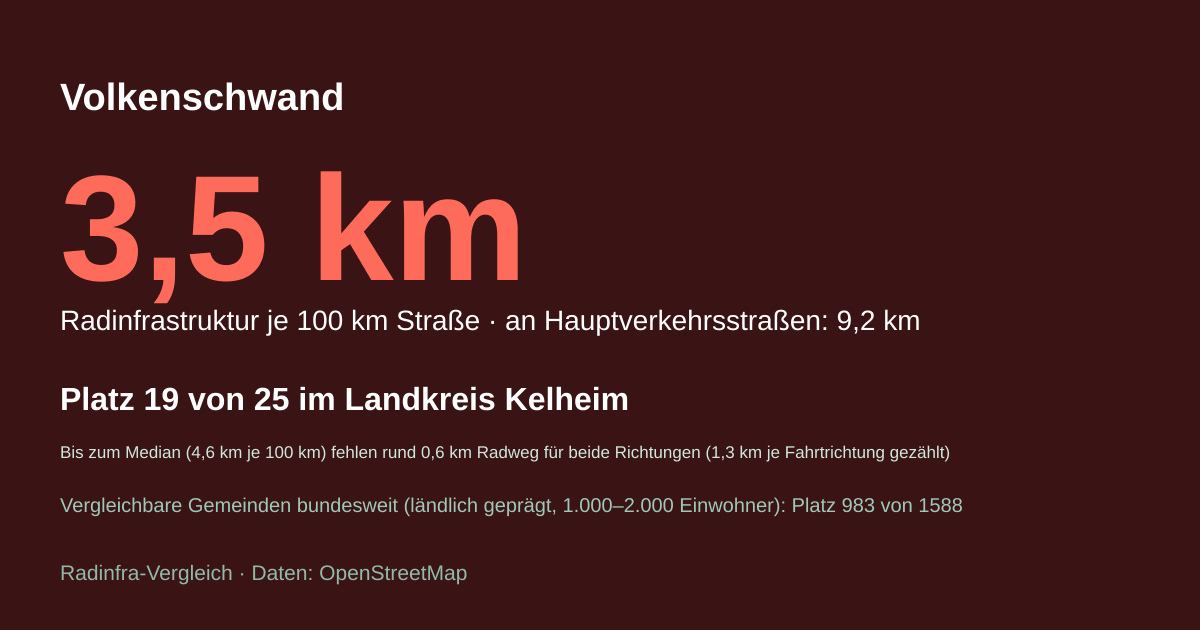 Volkenschwand
3,5 km
Radinfrastruktur je 100 km Straße · an Hauptverkehrsstraßen: 9,2 km
Platz 19 von 25 im Landkreis Kelheim
Bis zum Median (4,6 km je 100 km) fehlen rund 0,6 km Radweg für beide Richtungen (1,3 km je Fahrtrichtung gezählt)
Vergleichbare Gemeinden bundesweit (ländlich geprägt, 1.000–2.000 Einwohner): Platz 983 von 1588
Radinfra-Vergleich · Daten: OpenStreetMap